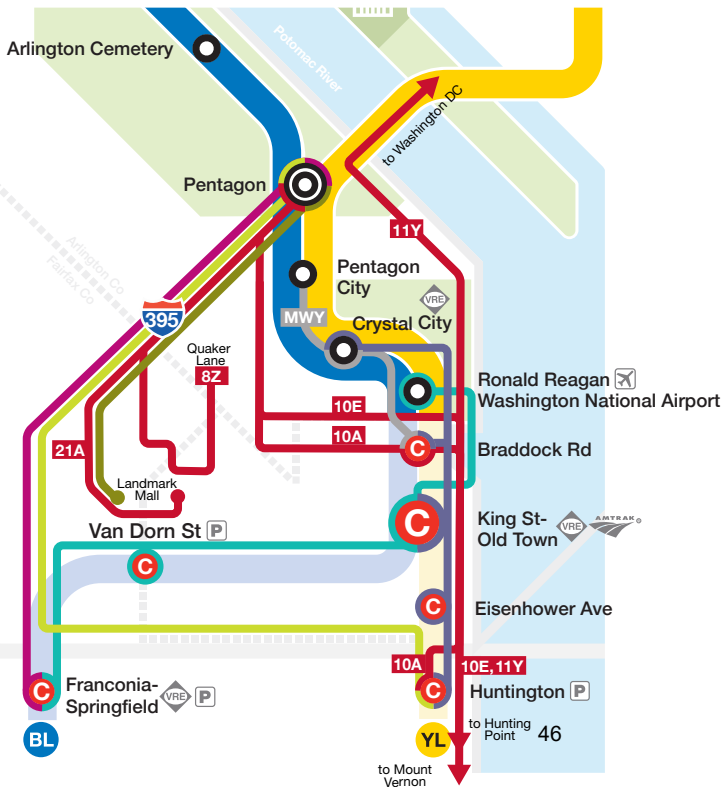 Arlington Cemetery
Potomac River
to Washington DC
Pentagon
11Y
Arlington Co
Fairfax Co
Pentagon
City
VRE
MWY
Crystal City
395
Quaker
Lane
8Z
Ronald Reagan
Washington National Airport
10E
10A
21A
C
Braddock Rd
Landmark
Mall
C
King St-
Old Town
VRE
AMTRAK
Van Dorn St P
C
C
Eisenhower Ave
10A
10E, 11Y
C
Franconia-
Springfield
VRE
P
C
Huntington P
BL
YL
to Hunting
Point
46
to Mount
Vernon